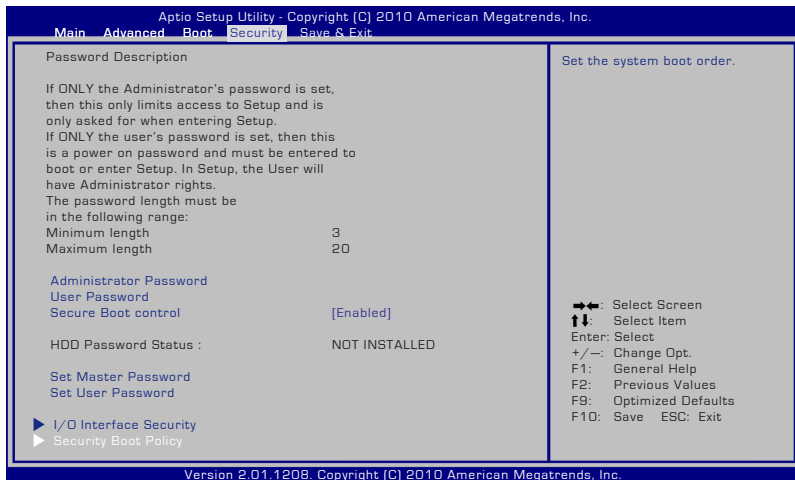 Aptio Setup Utility - Copyright (C) 2010 American Megatrends, Inc.
Main Advanced Boot Security Save & Exit
Password Description
If ONLY the Administrator's password is set,
then this only limits access to Setup and is
only asked for when entering Setup.
If ONLY the user's password is set, then this
is a power on password and must be entered to
boot or enter Setup. In Setup, the User will
have Administrator rights.
The password length must be
in the following range:
Minimum length 3
Maximum length 20
Administrator Password
User Password
Secure Boot control [Enabled]
HDD Password Status : NOT INSTALLED
Set Master Password
Set User Password
I/O Interface Security
Security Boot Policy
Set the system boot order.
→←: Select Screen
↑↓: Select Item
Enter: Select
+/—: Change Opt.
F1: General Help
F2: Previous Values
F9: Optimized Defaults
F10: Save ESC: Exit
Version 2.01.1208. Copyright (C) 2010 American Megatrends, Inc.